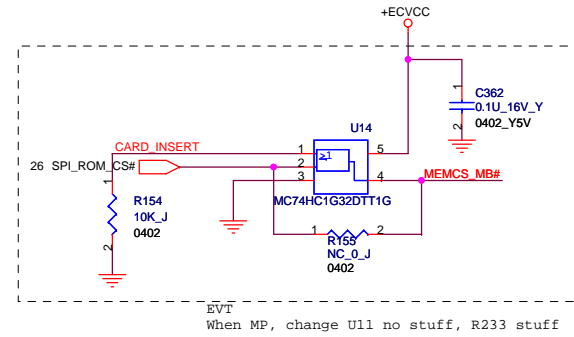 +ECVCC
C362
0.1U_16V_Y
0402_Y5V
1
2
U14
CARD_INSERT
1
≥1
5
26 SPI_ROM_CS#
2
3
4
MEMCS_MB#
MC74HC1G32DTT1G
1
R154
10K_J
0402
2
1
2
R155
NC_0_J
0402
EVT
When MP, change U11 no stuff, R233 stuff